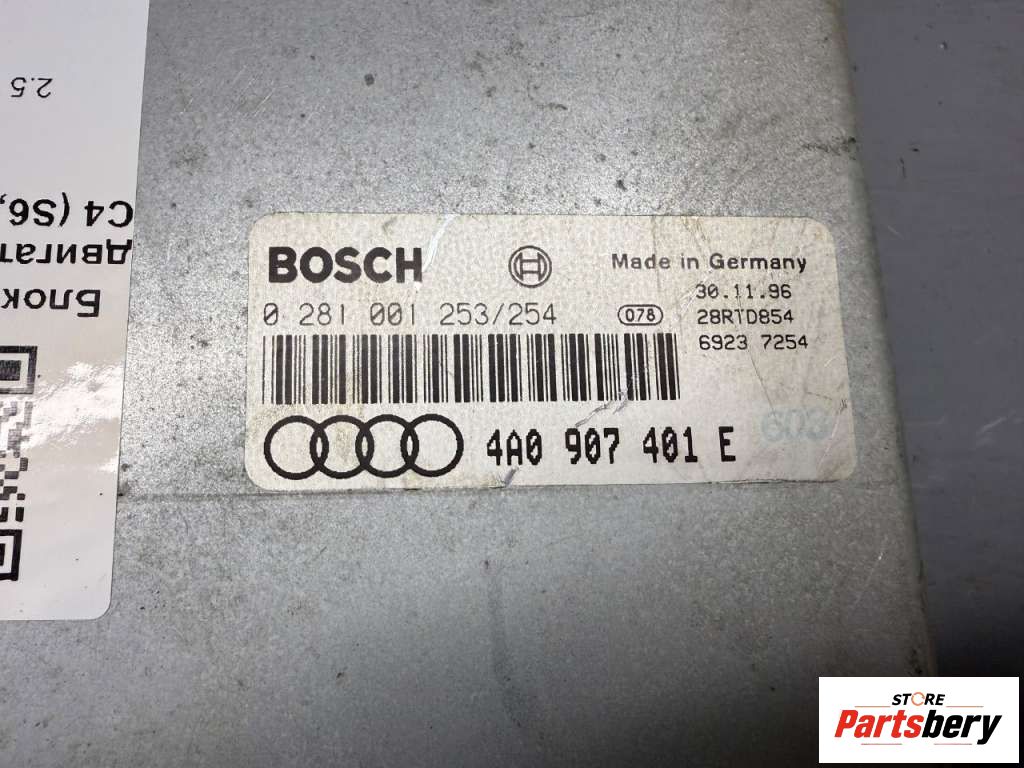 BOSCH
Made in Germany
30.11.96
0 281 001 253/254
078
28RTD854
6923 7254
4A0 907 401 E
603
2.5
C4 (S6,
двигат
Блок
STORE
Partsbery